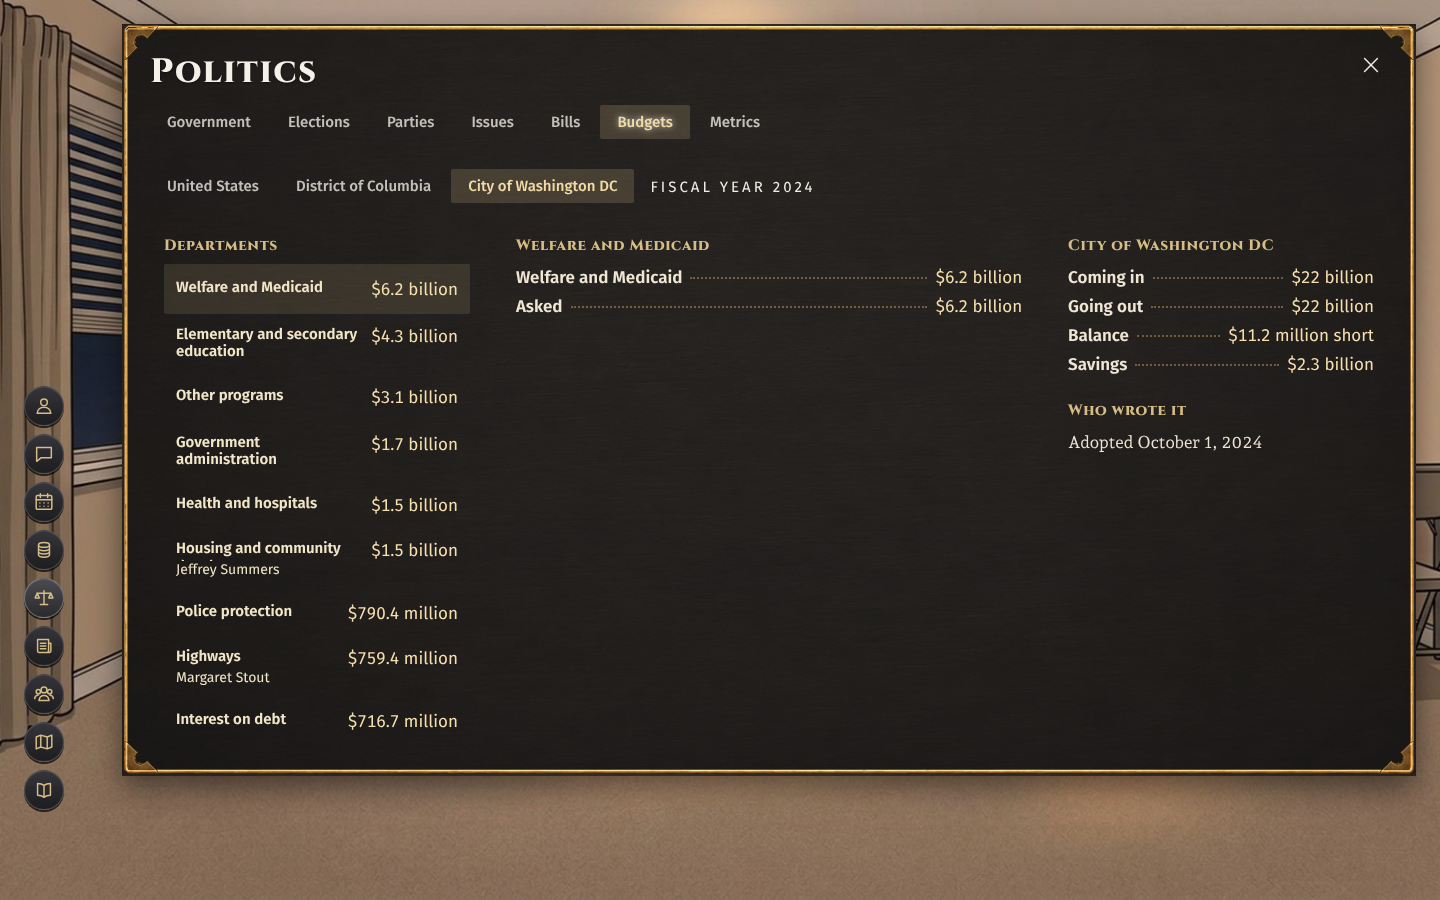 Politics
Government Elections Parties Issues Bills Budgets Metrics
United States District of Columbia City of Washington DC FISCAL YEAR 2024
Departments
Welfare and Medicaid $6.2 billion
Elementary and secondary education $4.3 billion
Other programs $3.1 billion
Government administration $1.7 billion
Health and hospitals $1.5 billion
Housing and community $1.5 billion
Jeffrey Summers
Police protection $790.4 million
Highways $759.4 million
Margaret Stout
Interest on debt $716.7 million
Welfare and Medicaid
Welfare and Medicaid $6.2 billion
Asked $6.2 billion
City of Washington DC
Coming in $22 billion
Going out $22 billion
Balance $11.2 million short
Savings $2.3 billion
Who wrote it
Adopted October 1, 2024